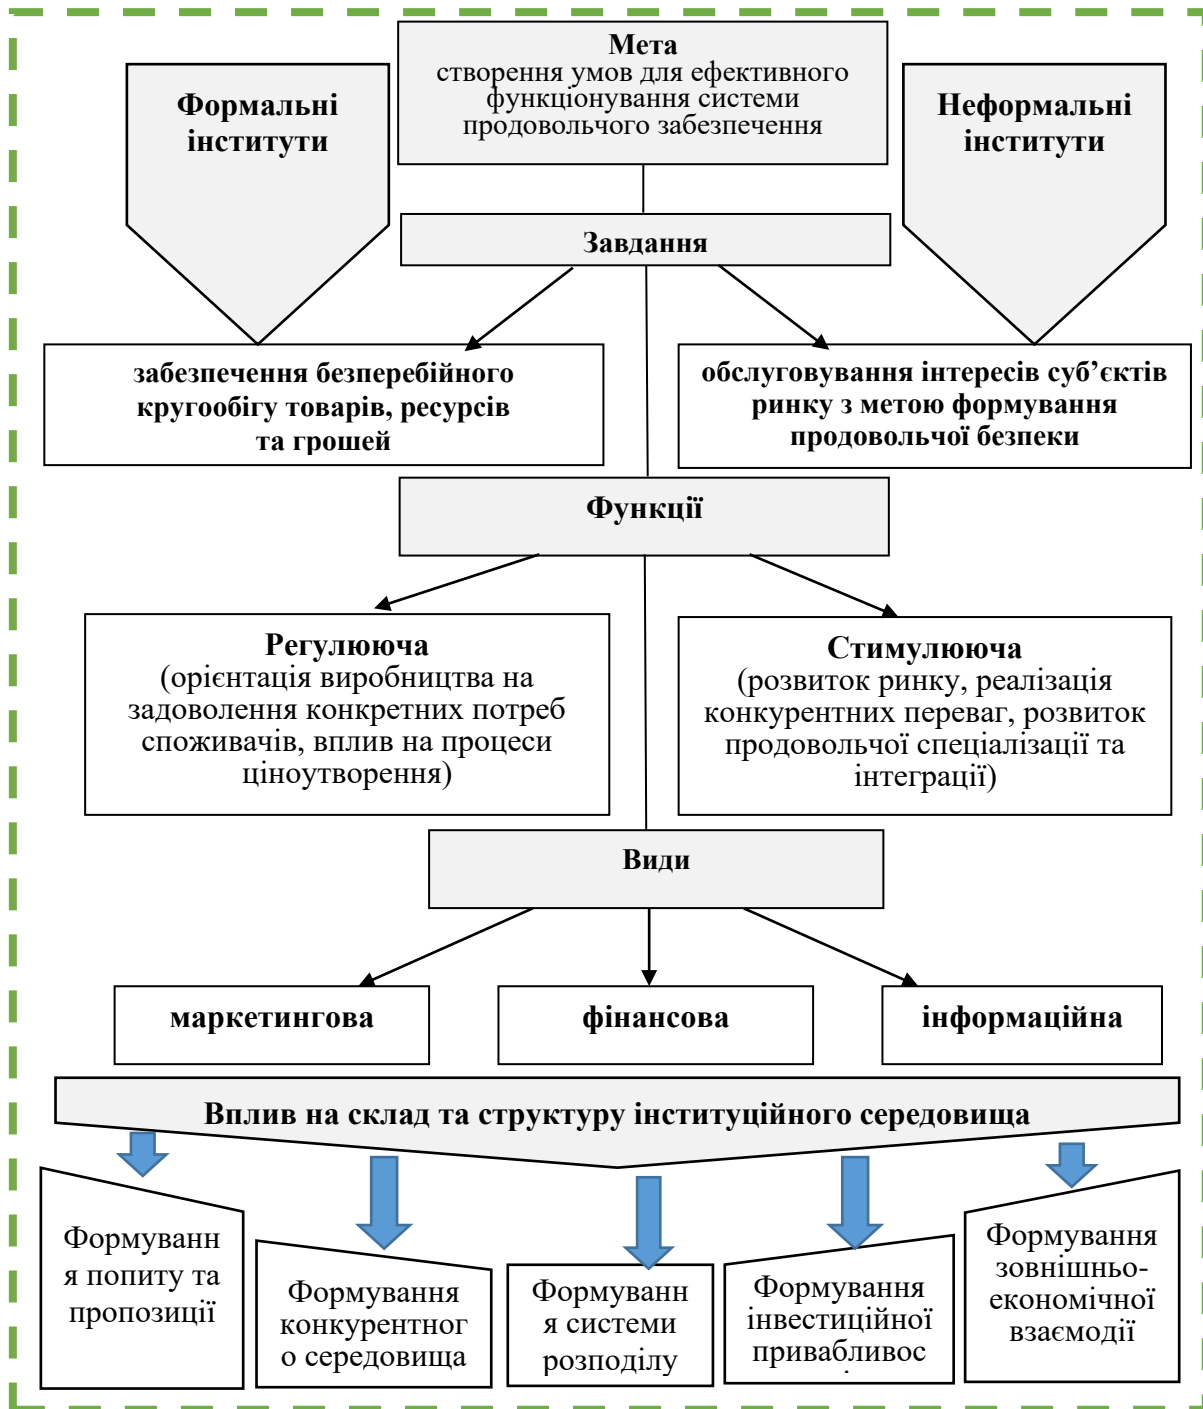 Мета
створення умов для ефективного
функціонування системи
продовольчого забезпечення
Формальні
інститути
Неформальні
інститути
Завдання
забезпечення безперебійного
кругообігу товарів, ресурсів
та грошей
обслуговування інтересів суб’єктів
ринку з метою формування
продовольчої безпеки
Функції
Регулююча
(орієнтація виробництва на
задоволення конкретних потреб
споживачів, вплив на процеси
ціноутворення)
Стимулююча
(розвиток ринку, реалізація
конкурентних переваг, розвиток
продовольчої спеціалізації та
інтеграції)
Види
маркетингова
фінансова
інформаційна
Вплив на склад та структуру інституційного середовища
Формуванн
я попиту та
пропозиції
Формування
конкурентног
о середовища
Формуванн
я системи
розподілу
Формування
інвестиційної
привабливос
Формування
зовнішньо-
економічної
взаємодії